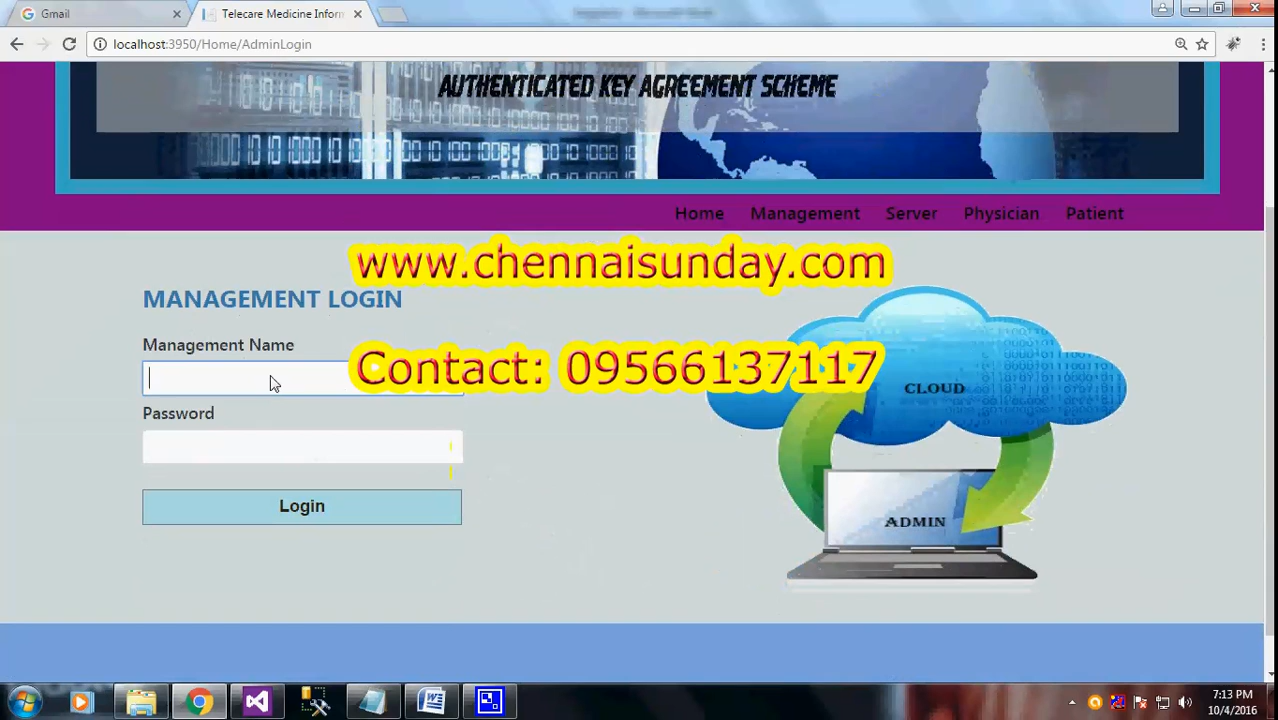 Gmail
Telecare Medicine Inform
localhost:3950/Home/AdminLogin
AUTHENTICATED KEY AGREEMENT SCHEME
Home Management Server Physician Patient
www.chennaisunday.com
MANAGEMENT LOGIN
Management Name
Contact: 09566137117
CLOUD
Password
Login
ADMIN
7:13 PM
10/4/2016